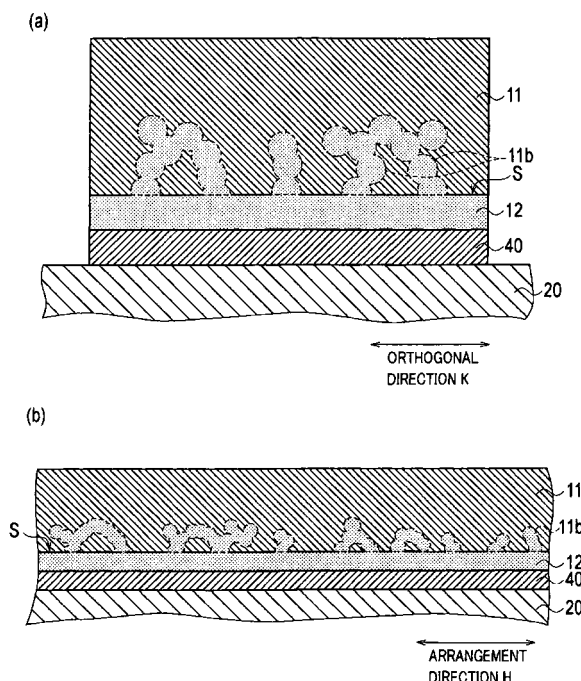 (a)
11
11b
S
12
40
20
ORTHOGONAL
DIRECTION K
(b)
11
S
11b
12
40
20
ARRANGEMENT
DIRECTION H